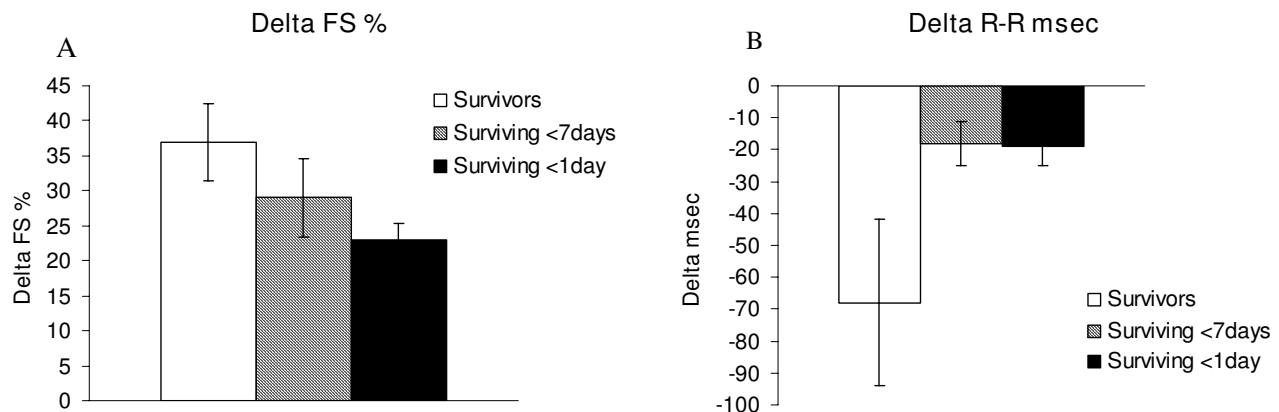 A
Delta FS %
45
40
35
30
25
20
15
10
5
0
Delta FS %
Survivors
Surviving <7days
Surviving <1day
B
Delta R-R msec
0
-10
-20
-30
-40
-50
-60
-70
-80
-90
-100
Delta msec
Survivors
Surviving <7days
Surviving <1day